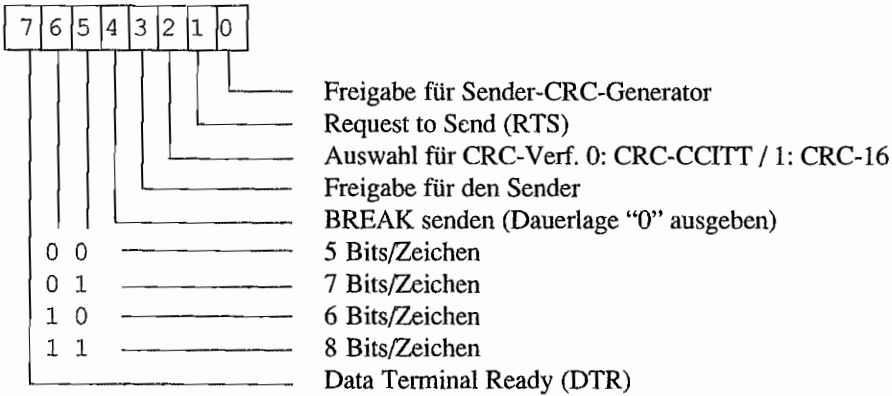 7 6 5 4 3 2 1 0
Freigabe für Sender-CRC-Generator
Request to Send (RTS)
Auswahl für CRC-Verf. 0: CRC-CCITT / 1: CRC-16
Freigabe für den Sender
BREAK senden (Dauerlage “0” ausgeben)
0 0 5 Bits/Zeichen
0 1 7 Bits/Zeichen
1 0 6 Bits/Zeichen
1 1 8 Bits/Zeichen
Data Terminal Ready (DTR)